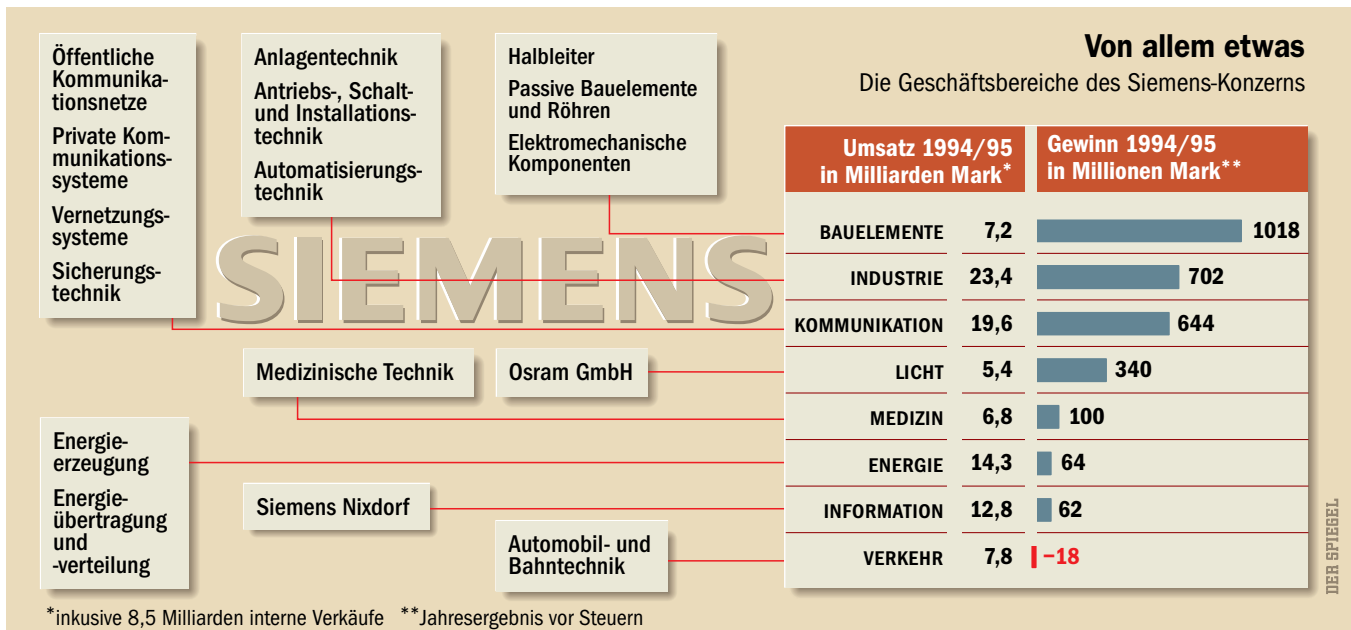 Von allem etwas
Die Geschäftsbereiche des Siemens-Konzerns
Öffentliche
Kommunika-
tionsnetze
Private Kom-
munikations-
systeme
Vernetzungs-
systeme
Sicherungs-
technik
Anlagentechnik
Antriebs-, Schalt-
und Installations-
technik
Automatisierungs-
technik
Halbleiter
Passive Bauelemente
und Röhren
Elektromechanische
Komponenten
SIEMENS
Medizinische Technik
Osram GmbH
Energie-
erzeugung
Energie-
übertragung
und
-verteilung
Siemens Nixdorf
Automobil- und
Bahntechnik
Umsatz 1994/95
in Milliarden Mark*
Gewinn 1994/95
in Millionen Mark**
BAUELEMENTE 7,2 1018
INDUSTRIE 23,4 702
KOMMUNIKATION 19,6 644
LICHT 5,4 340
MEDIZIN 6,8 100
ENERGIE 14,3 64
INFORMATION 12,8 62
VERKEHR 7,8 –18
*inkusive 8,5 Milliarden interne Verkäufe **Jahresergebnis vor Steuern
DER SPIEGEL